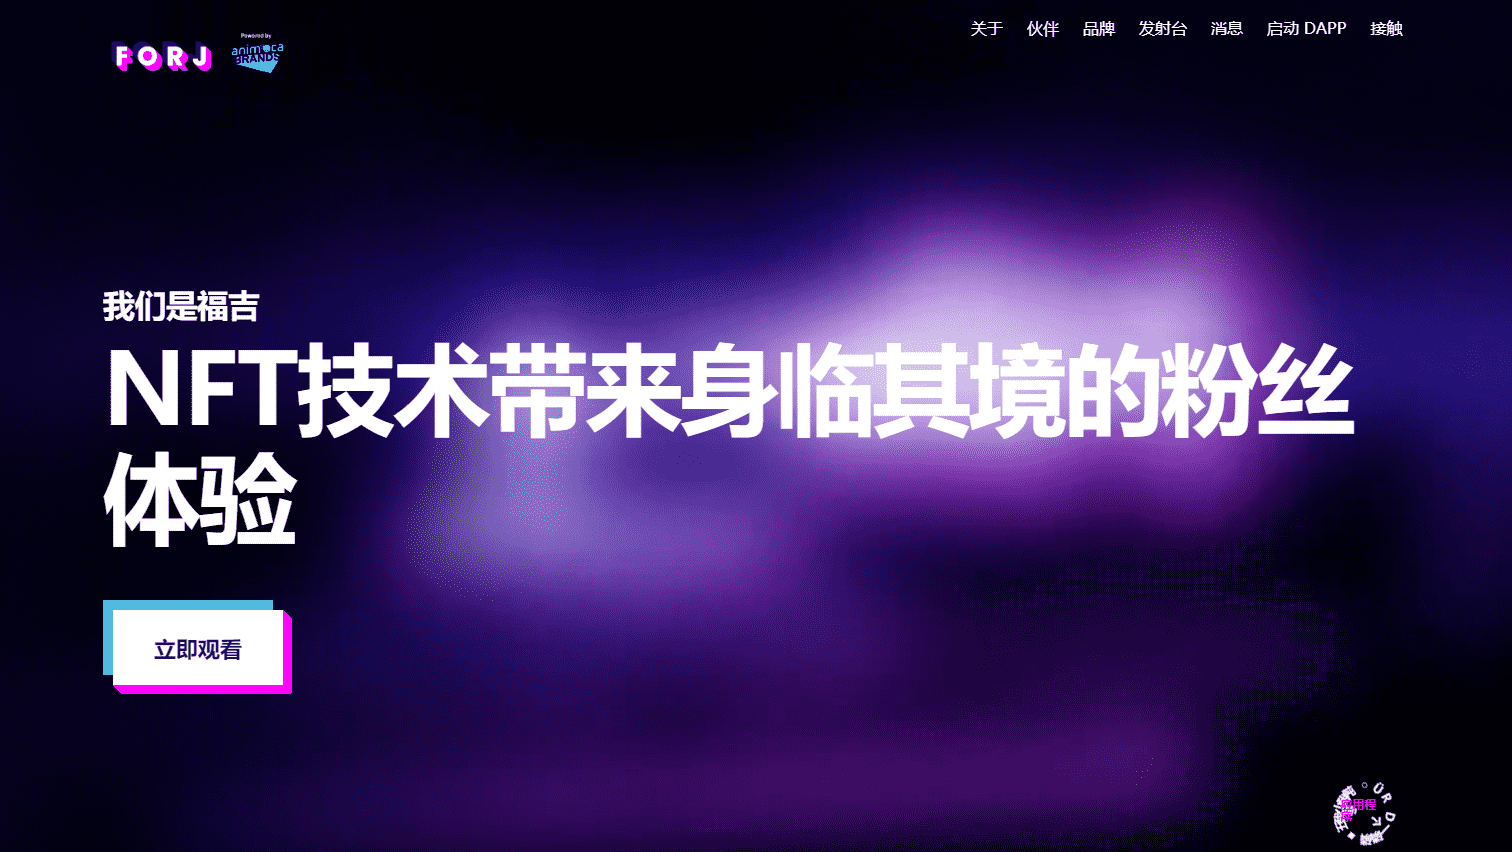 FORJ
Powered by
animoca
BRANDS
关于 伙伴 品牌 发射台 消息 启动 DAPP 接触
我们是福吉
NFT技术带来身临其境的粉丝
体验
立即观看